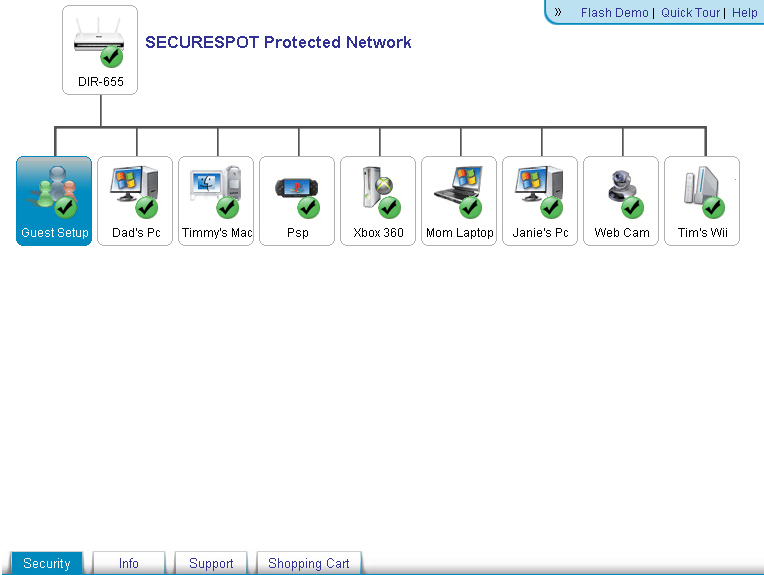 » Flash Demo | Quick Tour | Help
SECURESPOT Protected Network
DIR-655
Guest Setup
Dad's Pc
Timmy's Mac
Psp
Xbox 360
Mom Laptop
Janie's Pc
Web Cam
Tim's Wii
Security
Info
Support
Shopping Cart